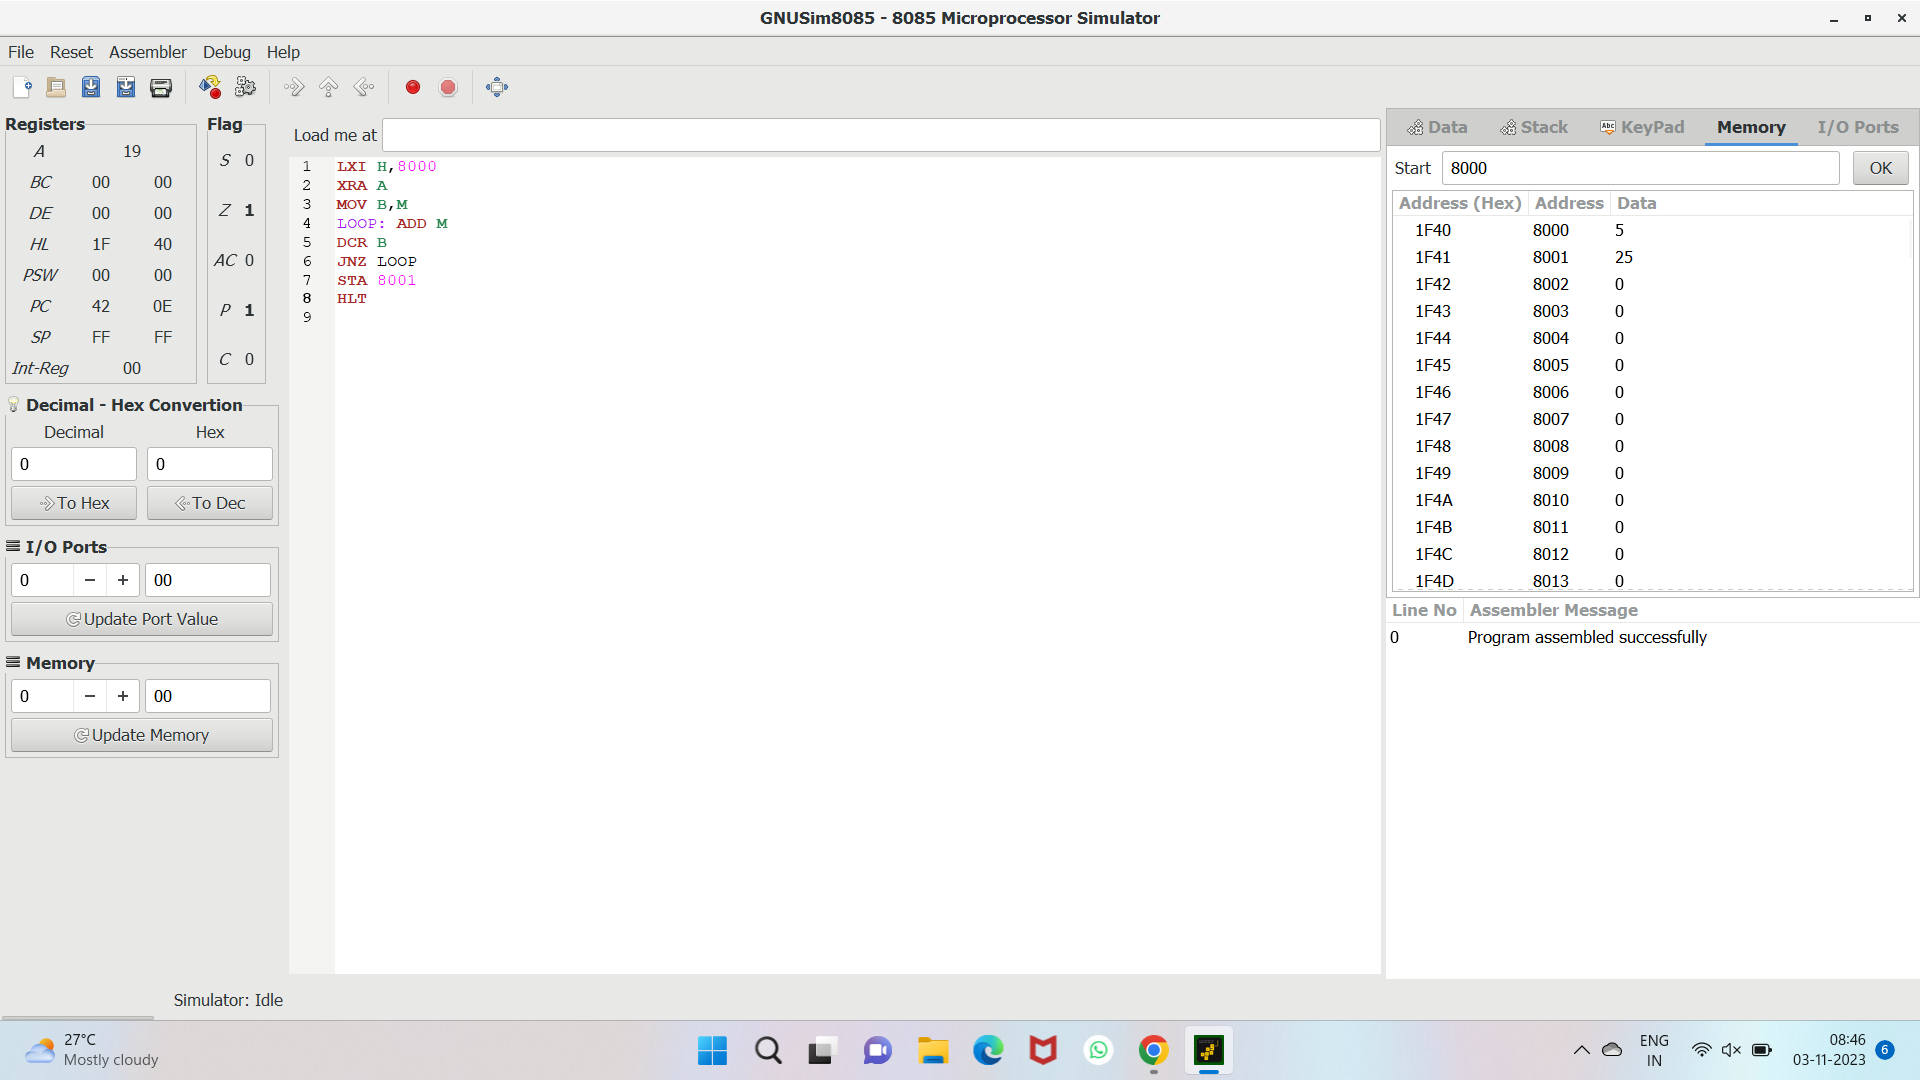 GNUSim8085 - 8085 Microprocessor Simulator
File Reset Assembler Debug Help
Registers
A 19
BC 00 00
DE 00 00
HL 1F 40
PSW 00 00
PC 42 0E
SP FF FF
Int-Reg 00
Flag
S 0
Z 1
AC 0
P 1
C 0
Decimal - Hex Convertion
Decimal Hex
0 0
To Hex To Dec
I/O Ports
0 − + 00
Update Port Value
Memory
0 − + 00
Update Memory
Load me at
1 LXI H,8000
2 XRA A
3 MOV B,M
4 LOOP: ADD M
5 DCR B
6 JNZ LOOP
7 STA 8001
8 HLT
9
Data Stack Abc KeyPad Memory I/O Ports
Start 8000 OK
Address (Hex) Address Data
1F40 8000 5
1F41 8001 25
1F42 8002 0
1F43 8003 0
1F44 8004 0
1F45 8005 0
1F46 8006 0
1F47 8007 0
1F48 8008 0
1F49 8009 0
1F4A 8010 0
1F4B 8011 0
1F4C 8012 0
1F4D 8013 0
Line No Assembler Message
0 Program assembled successfully
Simulator: Idle
27°C
Mostly cloudy
ENG
IN
08:46
03-11-2023
6